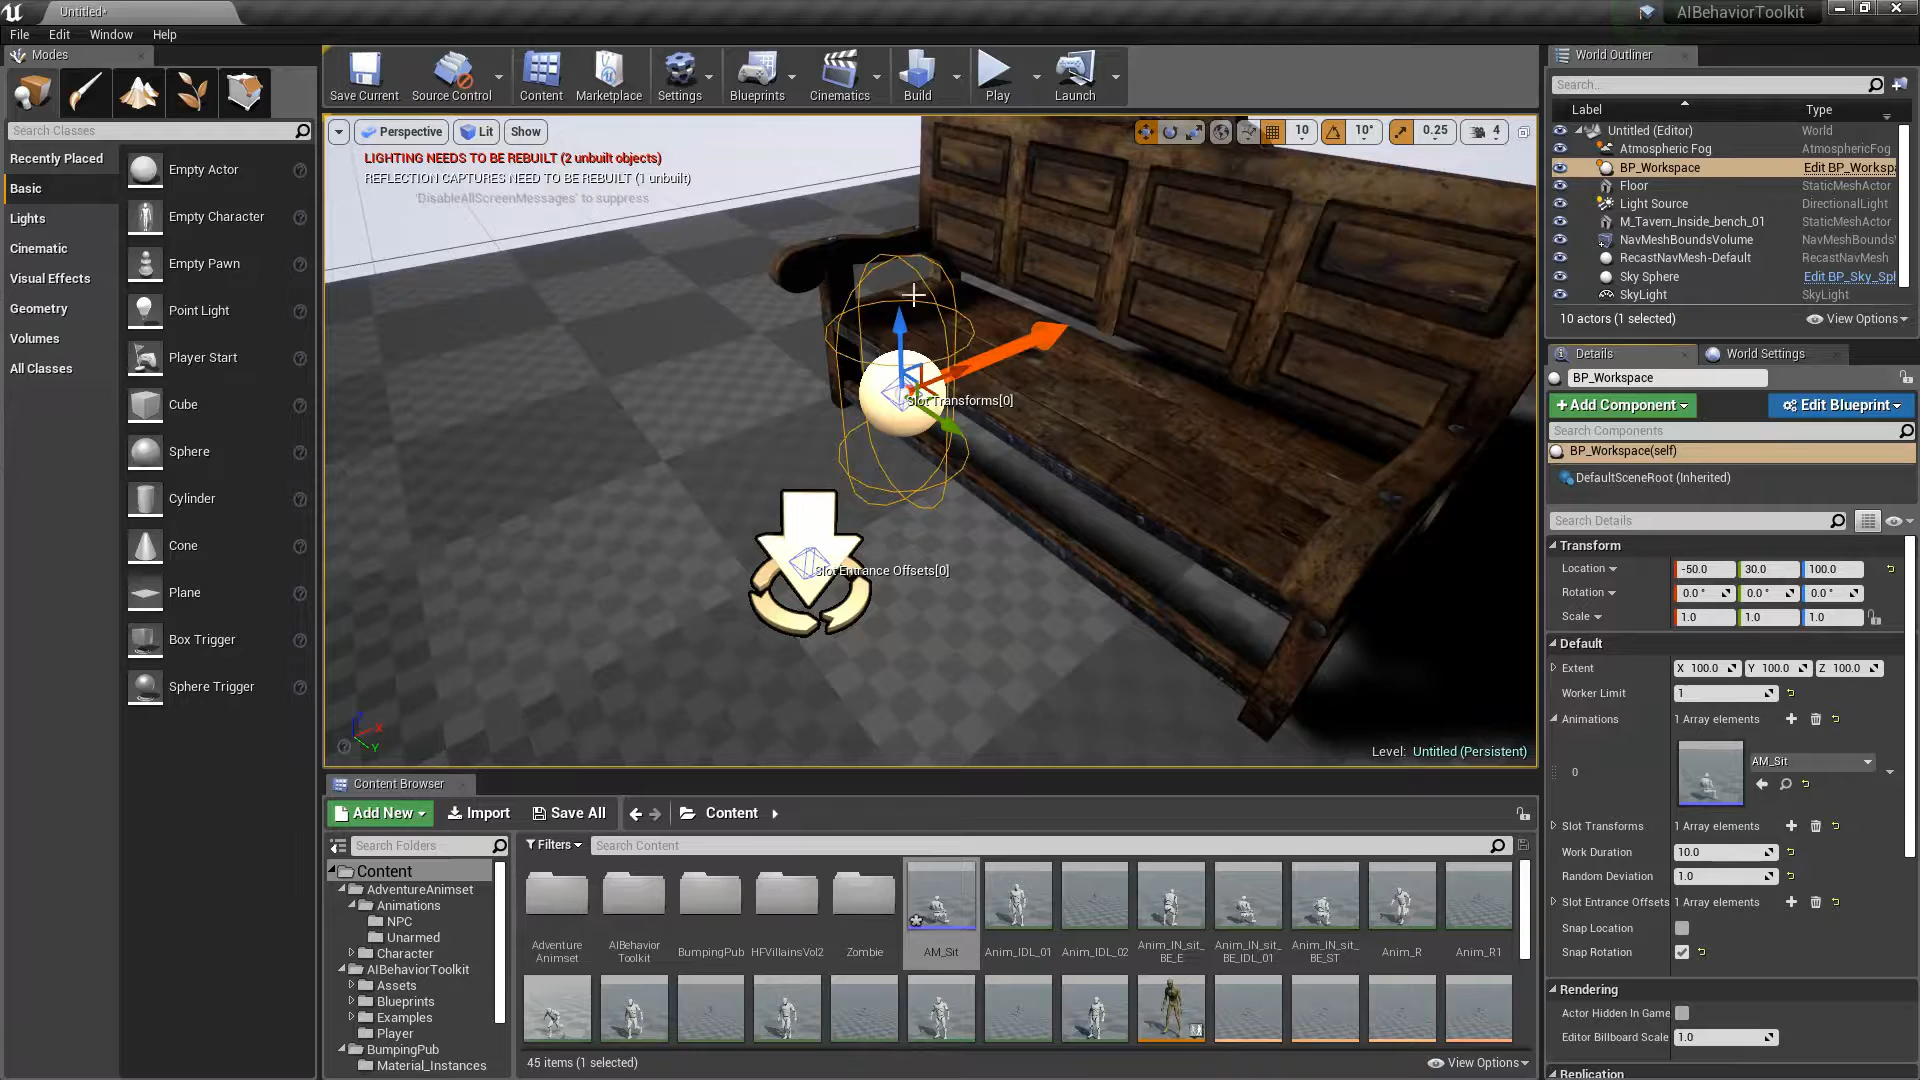 Untitled*
AIBehaviorToolkit
File Edit Window Help
Modes
Save Current
Source Control
Content
Marketplace
Settings
Blueprints
Cinematics
Build
Play
Launch
Search Classes
Recently Placed
Basic
Lights
Cinematic
Visual Effects
Geometry
Volumes
All Classes
Empty Actor
Empty Character
Empty Pawn
Point Light
Player Start
Cube
Sphere
Cylinder
Cone
Plane
Box Trigger
Sphere Trigger
Perspective Lit Show
10 10° 0.25 4
LIGHTING NEEDS TO BE REBUILT (2 unbuilt objects)
REFLECTION CAPTURES NEED TO BE REBUILT (1 unbuilt)
'DisableAllScreenMessages' to suppress
Slot Transforms[0]
Slot Entrance Offsets[0]
X
Y
Level: Untitled (Persistent)
Content Browser
Add New Import Save All Content
Search Folders
Filters Search Content
Content
AdventureAnimset
Animations
NPC
Unarmed
Character
AIBehaviorToolkit
Assets
Blueprints
Examples
Player
BumpingPub
Material_Instances
Adventure Animset
AIBehavior Toolkit
BumpingPub
HFVillainsVol2
Zombie
AM_Sit
Anim_IDL_01
Anim_IDL_02
Anim_IN_sit_BE_E
Anim_IN_sit_BE_IDL_01
Anim_IN_sit_BE_ST
Anim_R
Anim_R1
45 items (1 selected)
View Options
World Outliner
Search...
Label Type
Untitled (Editor) World
Atmospheric Fog AtmosphericFog
BP_Workspace Edit BP_Workspa
Floor StaticMeshActor
Light Source DirectionalLight
M_Tavern_Inside_bench_01 StaticMeshActor
NavMeshBoundsVolume NavMeshBoundsV
RecastNavMesh-Default RecastNavMesh
Sky Sphere Edit BP_Sky_Spl
SkyLight SkyLight
10 actors (1 selected) View Options
Details World Settings
BP_Workspace
+ Add Component Edit Blueprint
Search Components
BP_Workspace(self)
DefaultSceneRoot (Inherited)
Search Details
Transform
Location -50.0 30.0 100.0
Rotation 0.0 ° 0.0 ° 0.0 °
Scale 1.0 1.0 1.0
Default
Extent X 100.0 Y 100.0 Z 100.0
Worker Limit 1
Animations 1 Array elements
0 AM_Sit
Slot Transforms 1 Array elements
Work Duration 10.0
Random Deviation 1.0
Slot Entrance Offsets 1 Array elements
Snap Location
Snap Rotation
Rendering
Actor Hidden In Game
Editor Billboard Scale 1.0
Replication